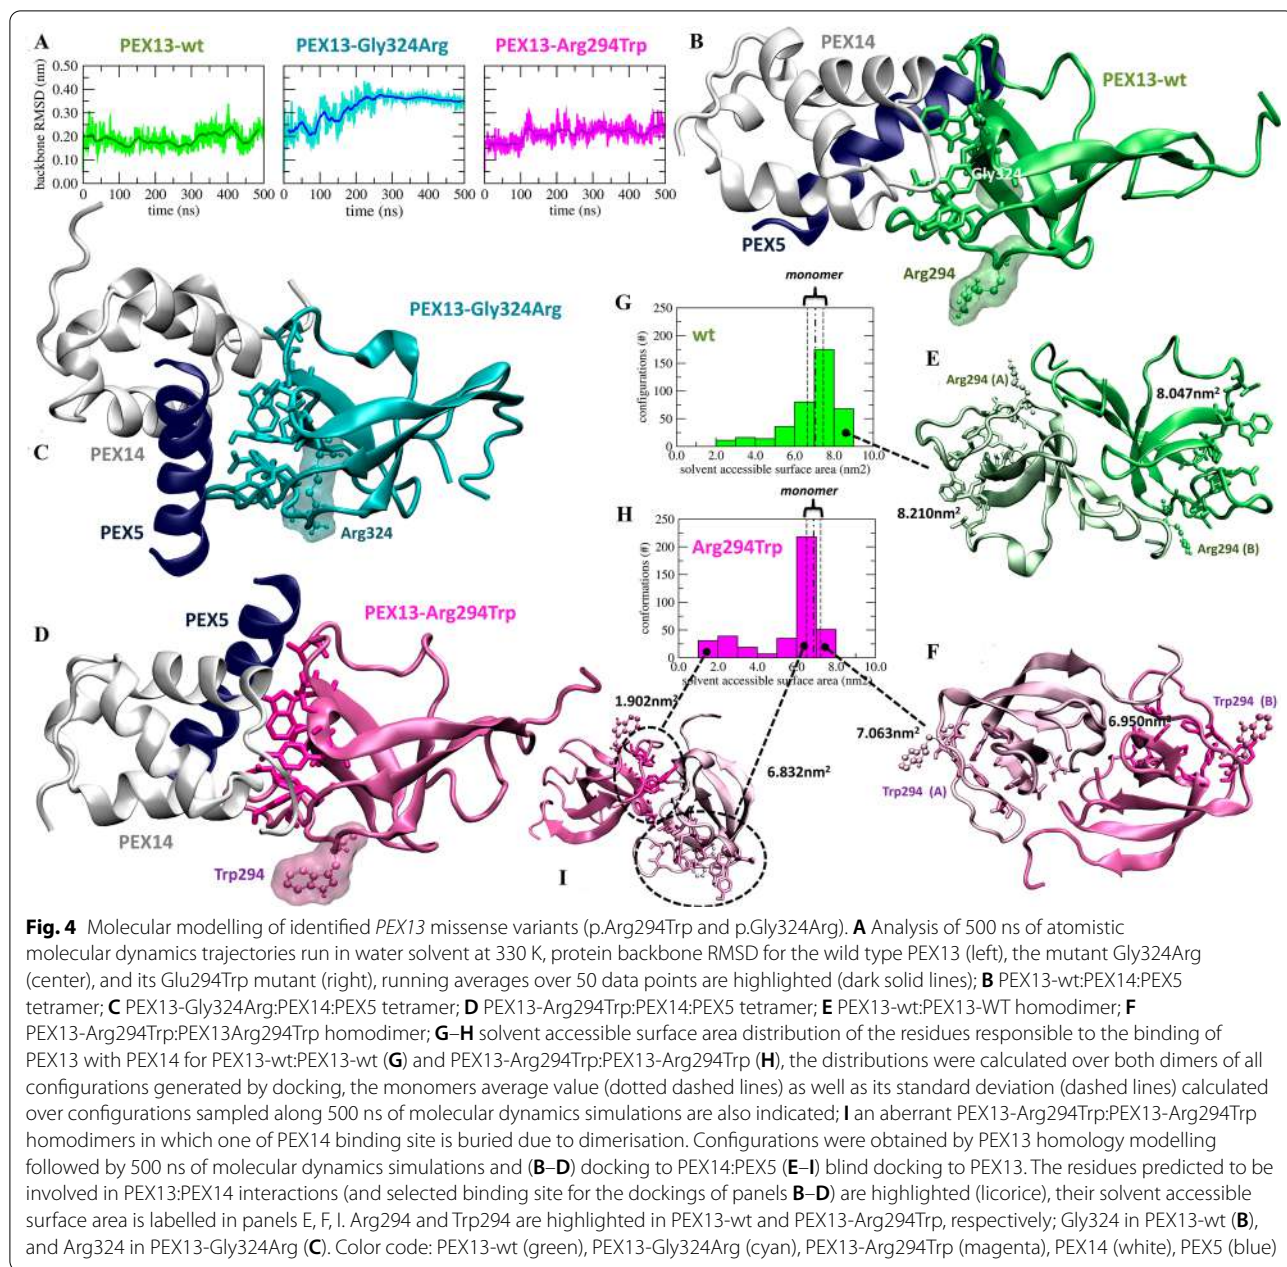 A
PEX13-wt
PEX13-Gly324Arg
PEX13-Arg294Trp
backbone RMSD (nm)
0.50
0.40
0.30
0.20
0.10
0.00
0 100 200 300 400 500
time (ns)
0 100 200 300 400 500
time (ns)
0 100 200 300 400 500
time (ns)
B
PEX14
PEX13-wt
Gly324
PEX5
Arg294
C
PEX13-Gly324Arg
PEX14
PEX5
Arg324
G
monomer
wt
configurations (#)
250
200
150
100
50
0
0.0 2.0 4.0 6.0 8.0 10.0
solvent accessible surface area (nm2)
E
Arg294 (A)
8.047nm²
8.210nm²
Arg294 (B)
H
monomer
Arg294Trp
conformations (#)
250
200
150
100
50
0
0.0 2.0 4.0 6.0 8.0 10.0
solvent accessible surface area (nm2)
D
PEX5
PEX13-Arg294Trp
PEX14
Trp294
F
Trp294 (B)
6.950nm²
7.063nm²
Trp294 (A)
1.902nm²
6.832nm²
I
Fig. 4 Molecular modelling of identified PEX13 missense variants (p.Arg294Trp and p.Gly324Arg). A Analysis of 500 ns of atomistic
molecular dynamics trajectories run in water solvent at 330 K, protein backbone RMSD for the wild type PEX13 (left), the mutant Gly324Arg
(center), and its Glu294Trp mutant (right), running averages over 50 data points are highlighted (dark solid lines); B PEX13-wt:PEX14:PEX5
tetramer; C PEX13-Gly324Arg:PEX14:PEX5 tetramer; D PEX13-Arg294Trp:PEX14:PEX5 tetramer; E PEX13-wt:PEX13-WT homodimer; F
PEX13-Arg294Trp:PEX13Arg294Trp homodimer; G–H solvent accessible surface area distribution of the residues responsible to the binding of
PEX13 with PEX14 for PEX13-wt:PEX13-wt (G) and PEX13-Arg294Trp:PEX13-Arg294Trp (H), the distributions were calculated over both dimers of all
configurations generated by docking, the monomers average value (dotted dashed lines) as well as its standard deviation (dashed lines) calculated
over configurations sampled along 500 ns of molecular dynamics simulations are also indicated; I an aberrant PEX13-Arg294Trp:PEX13-Arg294Trp
homodimers in which one of PEX14 binding site is buried due to dimerisation. Configurations were obtained by PEX13 homology modelling
followed by 500 ns of molecular dynamics simulations and (B–D) docking to PEX14:PEX5 (E–I) blind docking to PEX13. The residues predicted to be
involved in PEX13:PEX14 interactions (and selected binding site for the dockings of panels B–D) are highlighted (licorice), their solvent accessible
surface area is labelled in panels E, F, I. Arg294 and Trp294 are highlighted in PEX13-wt and PEX13-Arg294Trp, respectively; Gly324 in PEX13-wt (B),
and Arg324 in PEX13-Gly324Arg (C). Color code: PEX13-wt (green), PEX13-Gly324Arg (cyan), PEX13-Arg294Trp (magenta), PEX14 (white), PEX5 (blue)